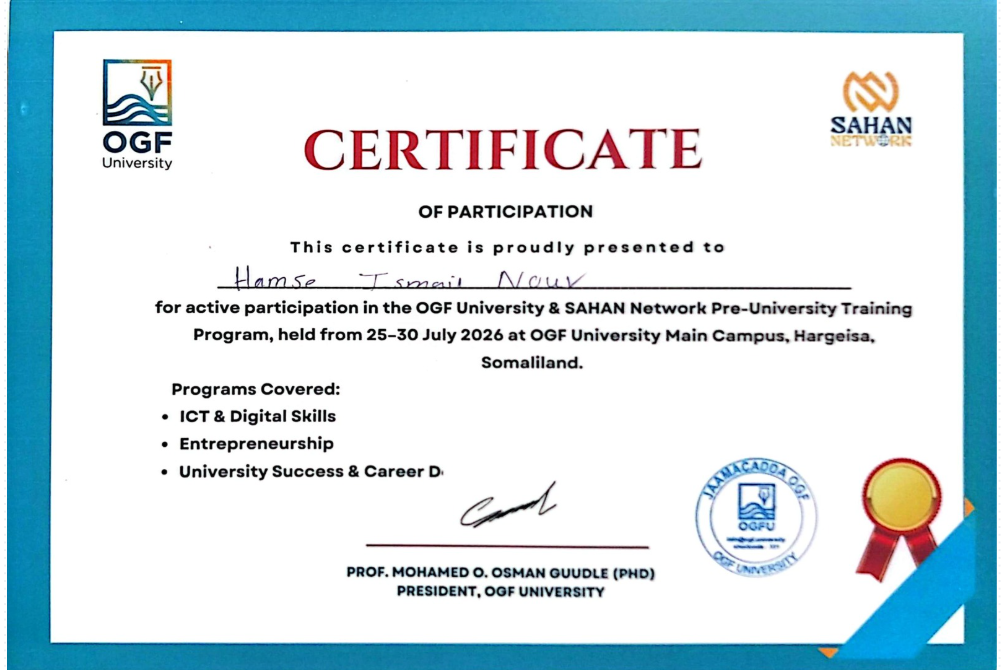 OGF
University
SAHAN
NETWORK
CERTIFICATE
OF PARTICIPATION
This certificate is proudly presented to
Hamse Ismail Nouv
for active participation in the OGF University & SAHAN Network Pre-University Training
Program, held from 25–30 July 2026 at OGF University Main Campus, Hargeisa,
Somaliland.
Programs Covered:
• ICT & Digital Skills
• Entrepreneurship
• University Success & Career D
JAAMACADDA OGF
OGFU
OGF UNIVERSITY
PROF. MOHAMED O. OSMAN GUUDLE (PHD)
PRESIDENT, OGF UNIVERSITY